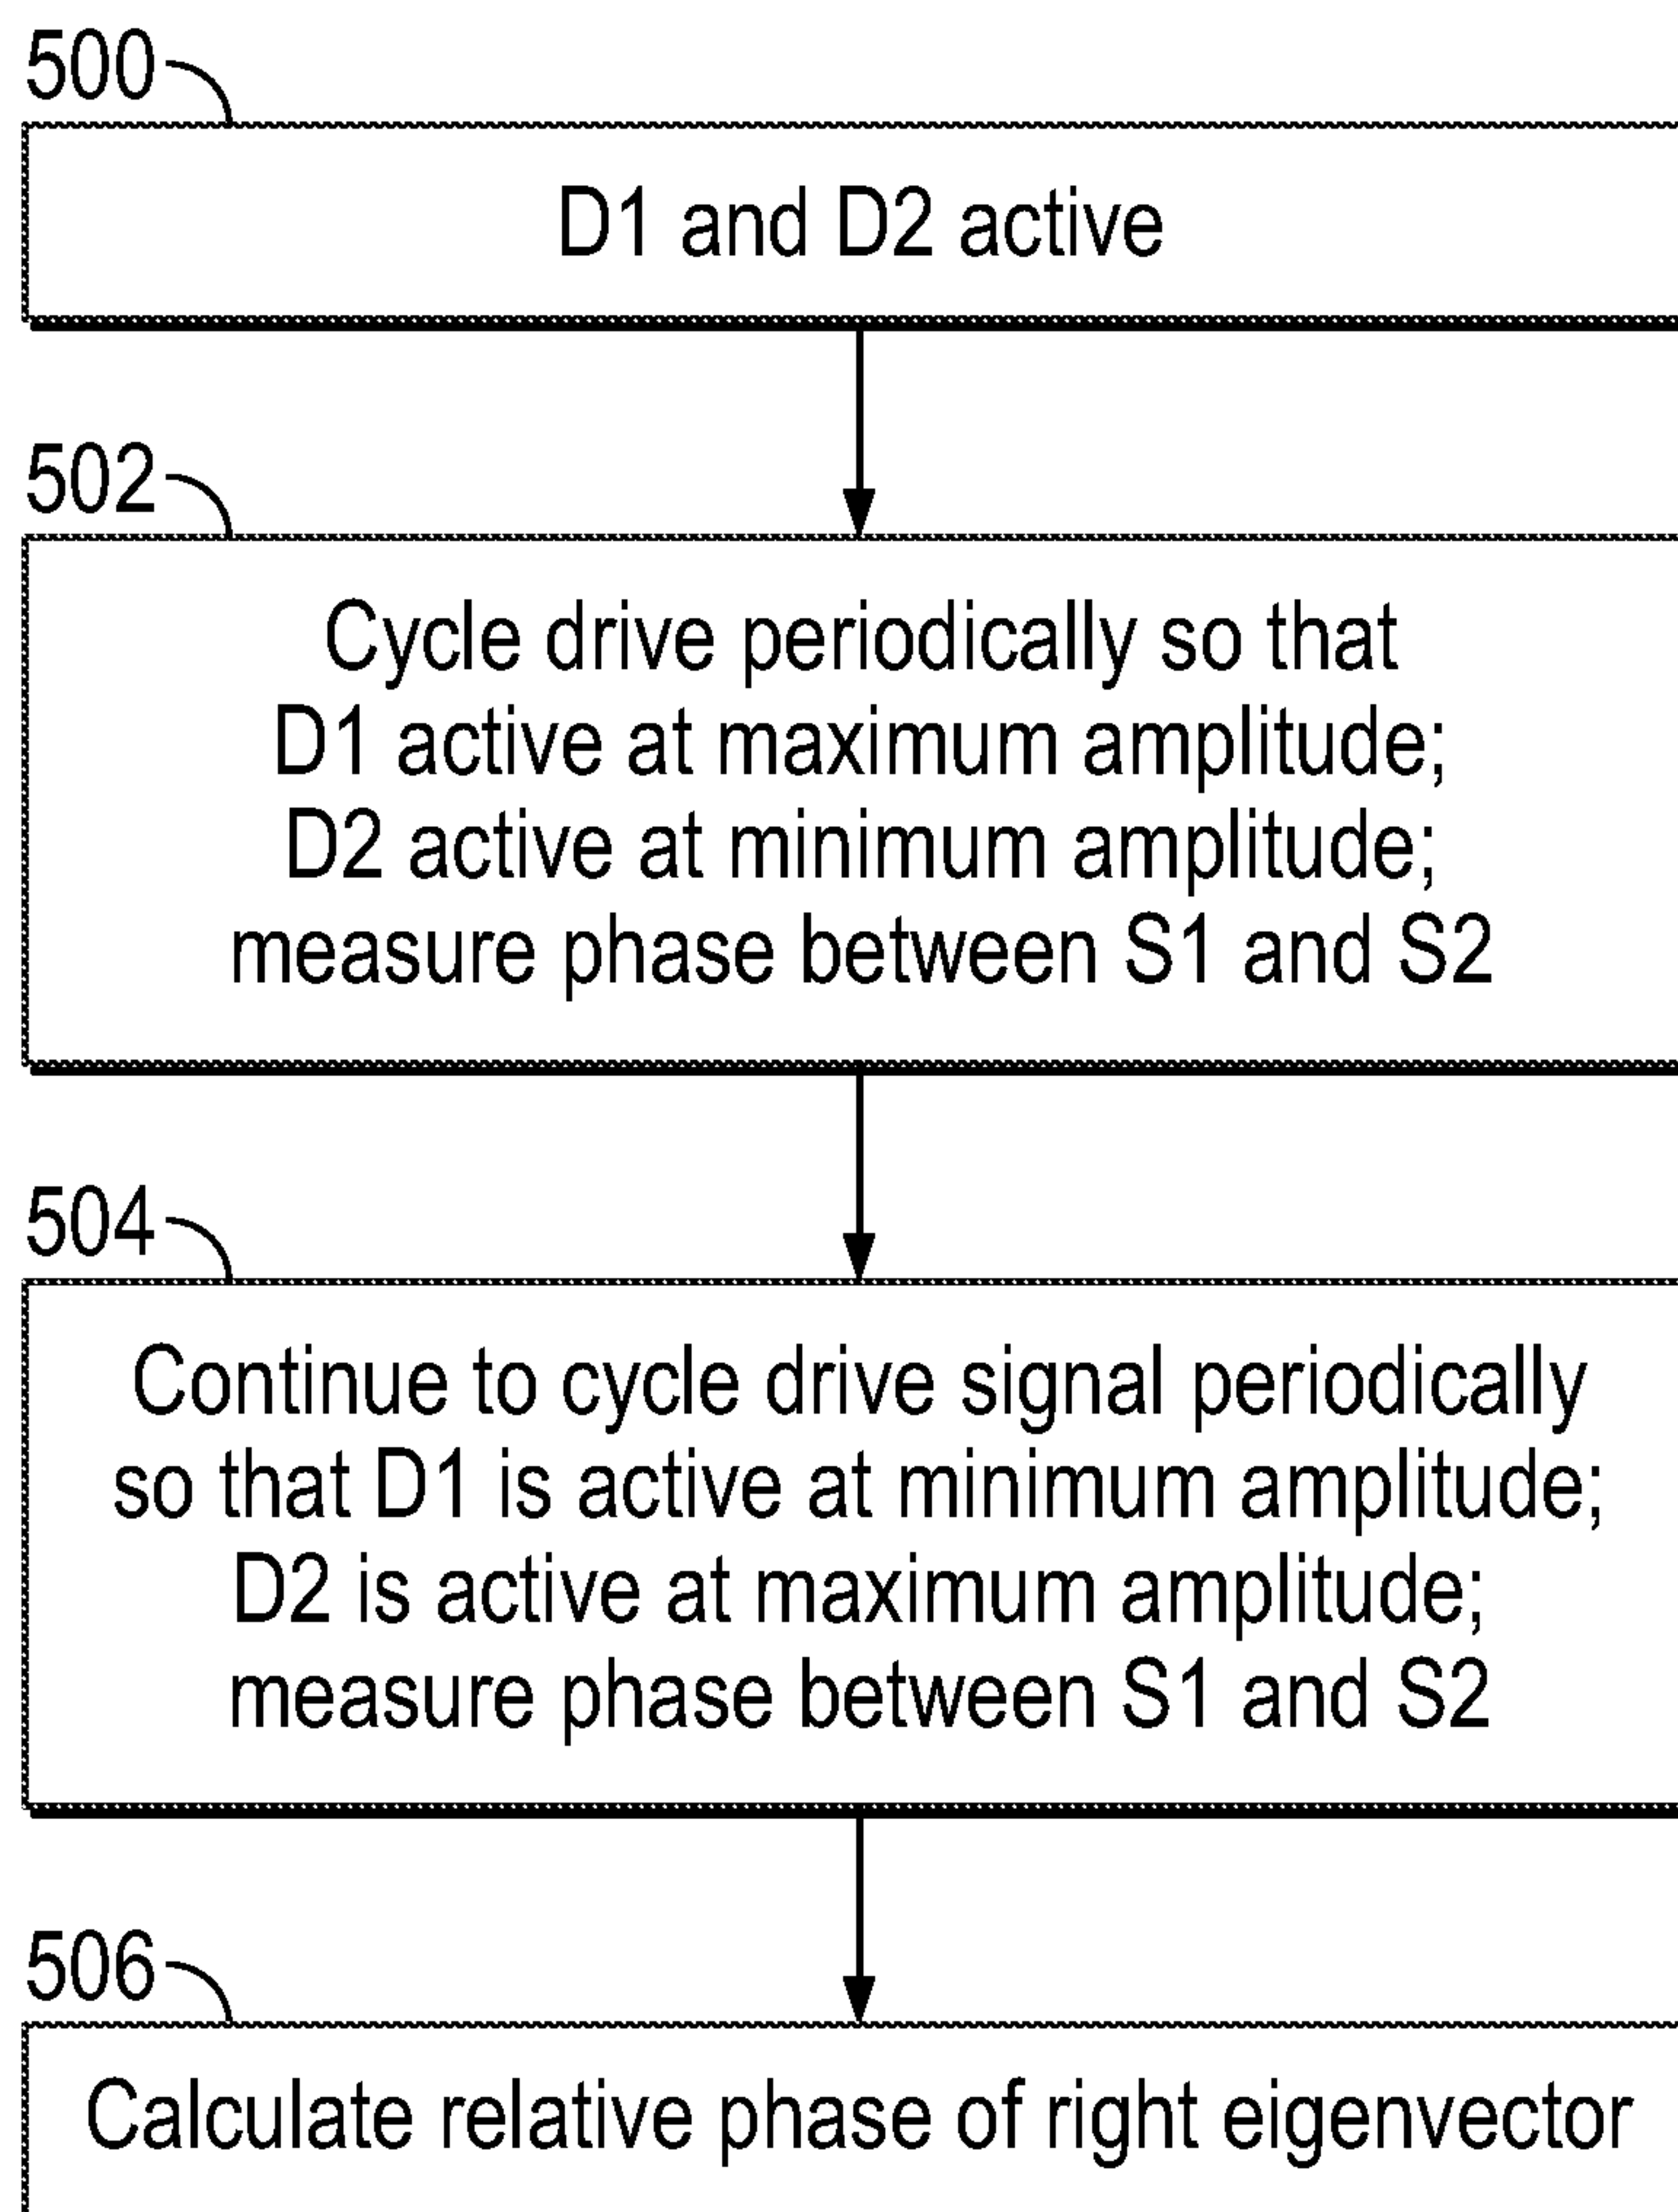 500
D1 and D2 active
502
Cycle drive periodically so that
D1 active at maximum amplitude;
D2 active at minimum amplitude;
measure phase between S1 and S2
504
Continue to cycle drive signal periodically
so that D1 is active at minimum amplitude;
D2 is active at maximum amplitude;
measure phase between S1 and S2
506
Calculate relative phase of right eigenvector